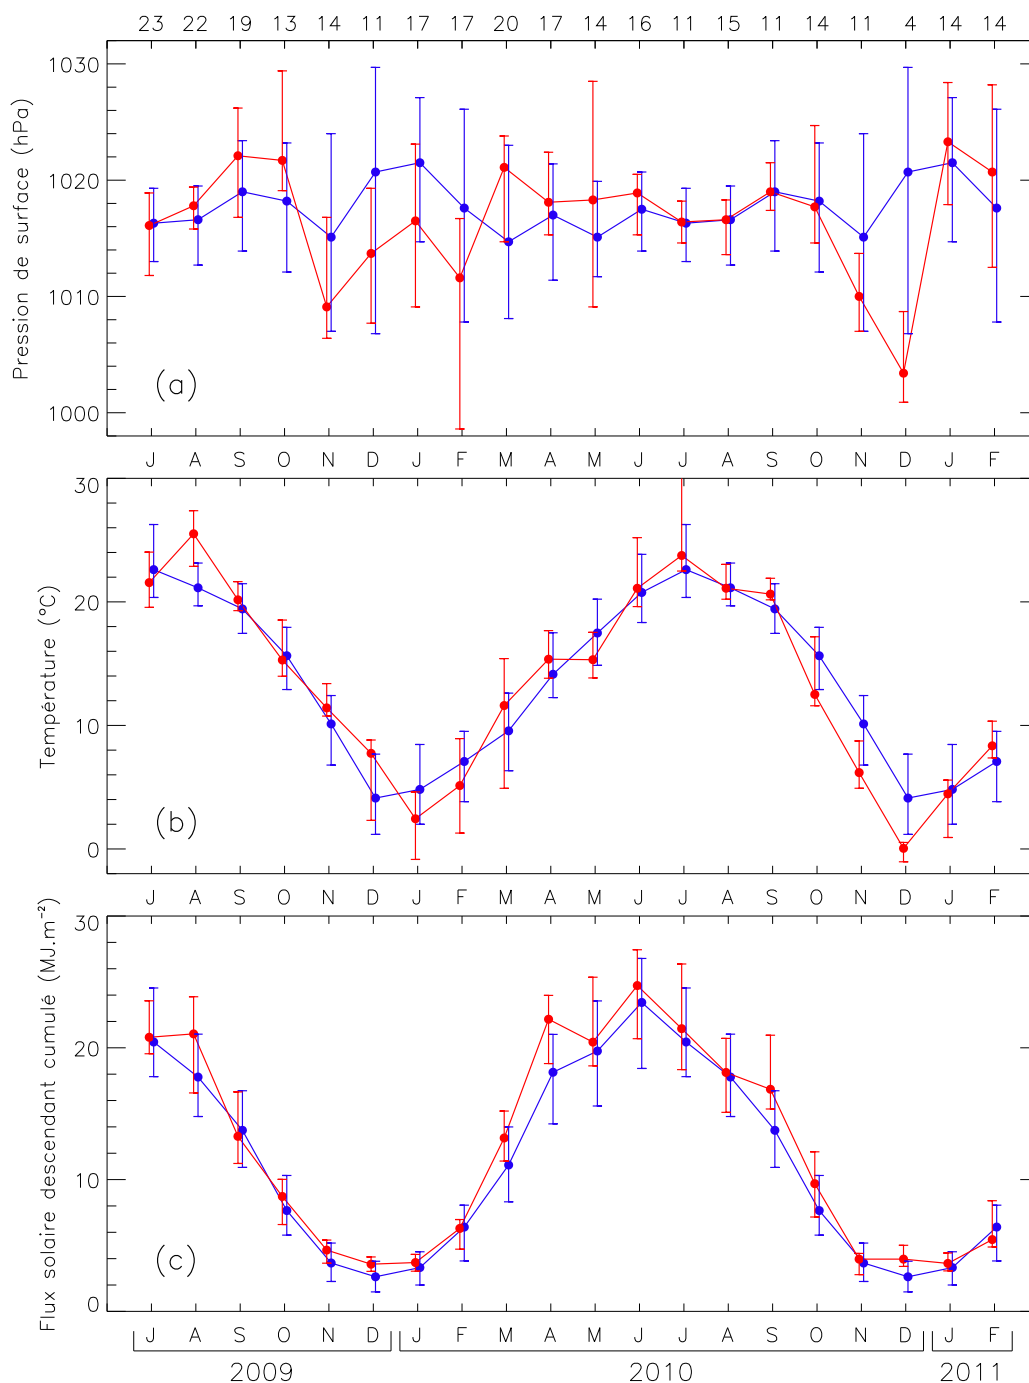 23 22 19 13 14 11 17 17 20 17 14 16 11 15 11 14 11 4 14 14
Pression de surface (hPa)
1030
1020
1010
1000
(a)
J A S O N D J F M A M J J A S O N D J F
Température (°C)
30
20
10
0
(b)
J A S O N D J F M A M J J A S O N D J F
Flux solaire descendant cumulé (MJ.m⁻²)
30
20
10
0
(c)
J A S O N D J F M A M J J A S O N D J F
2009 2010 2011